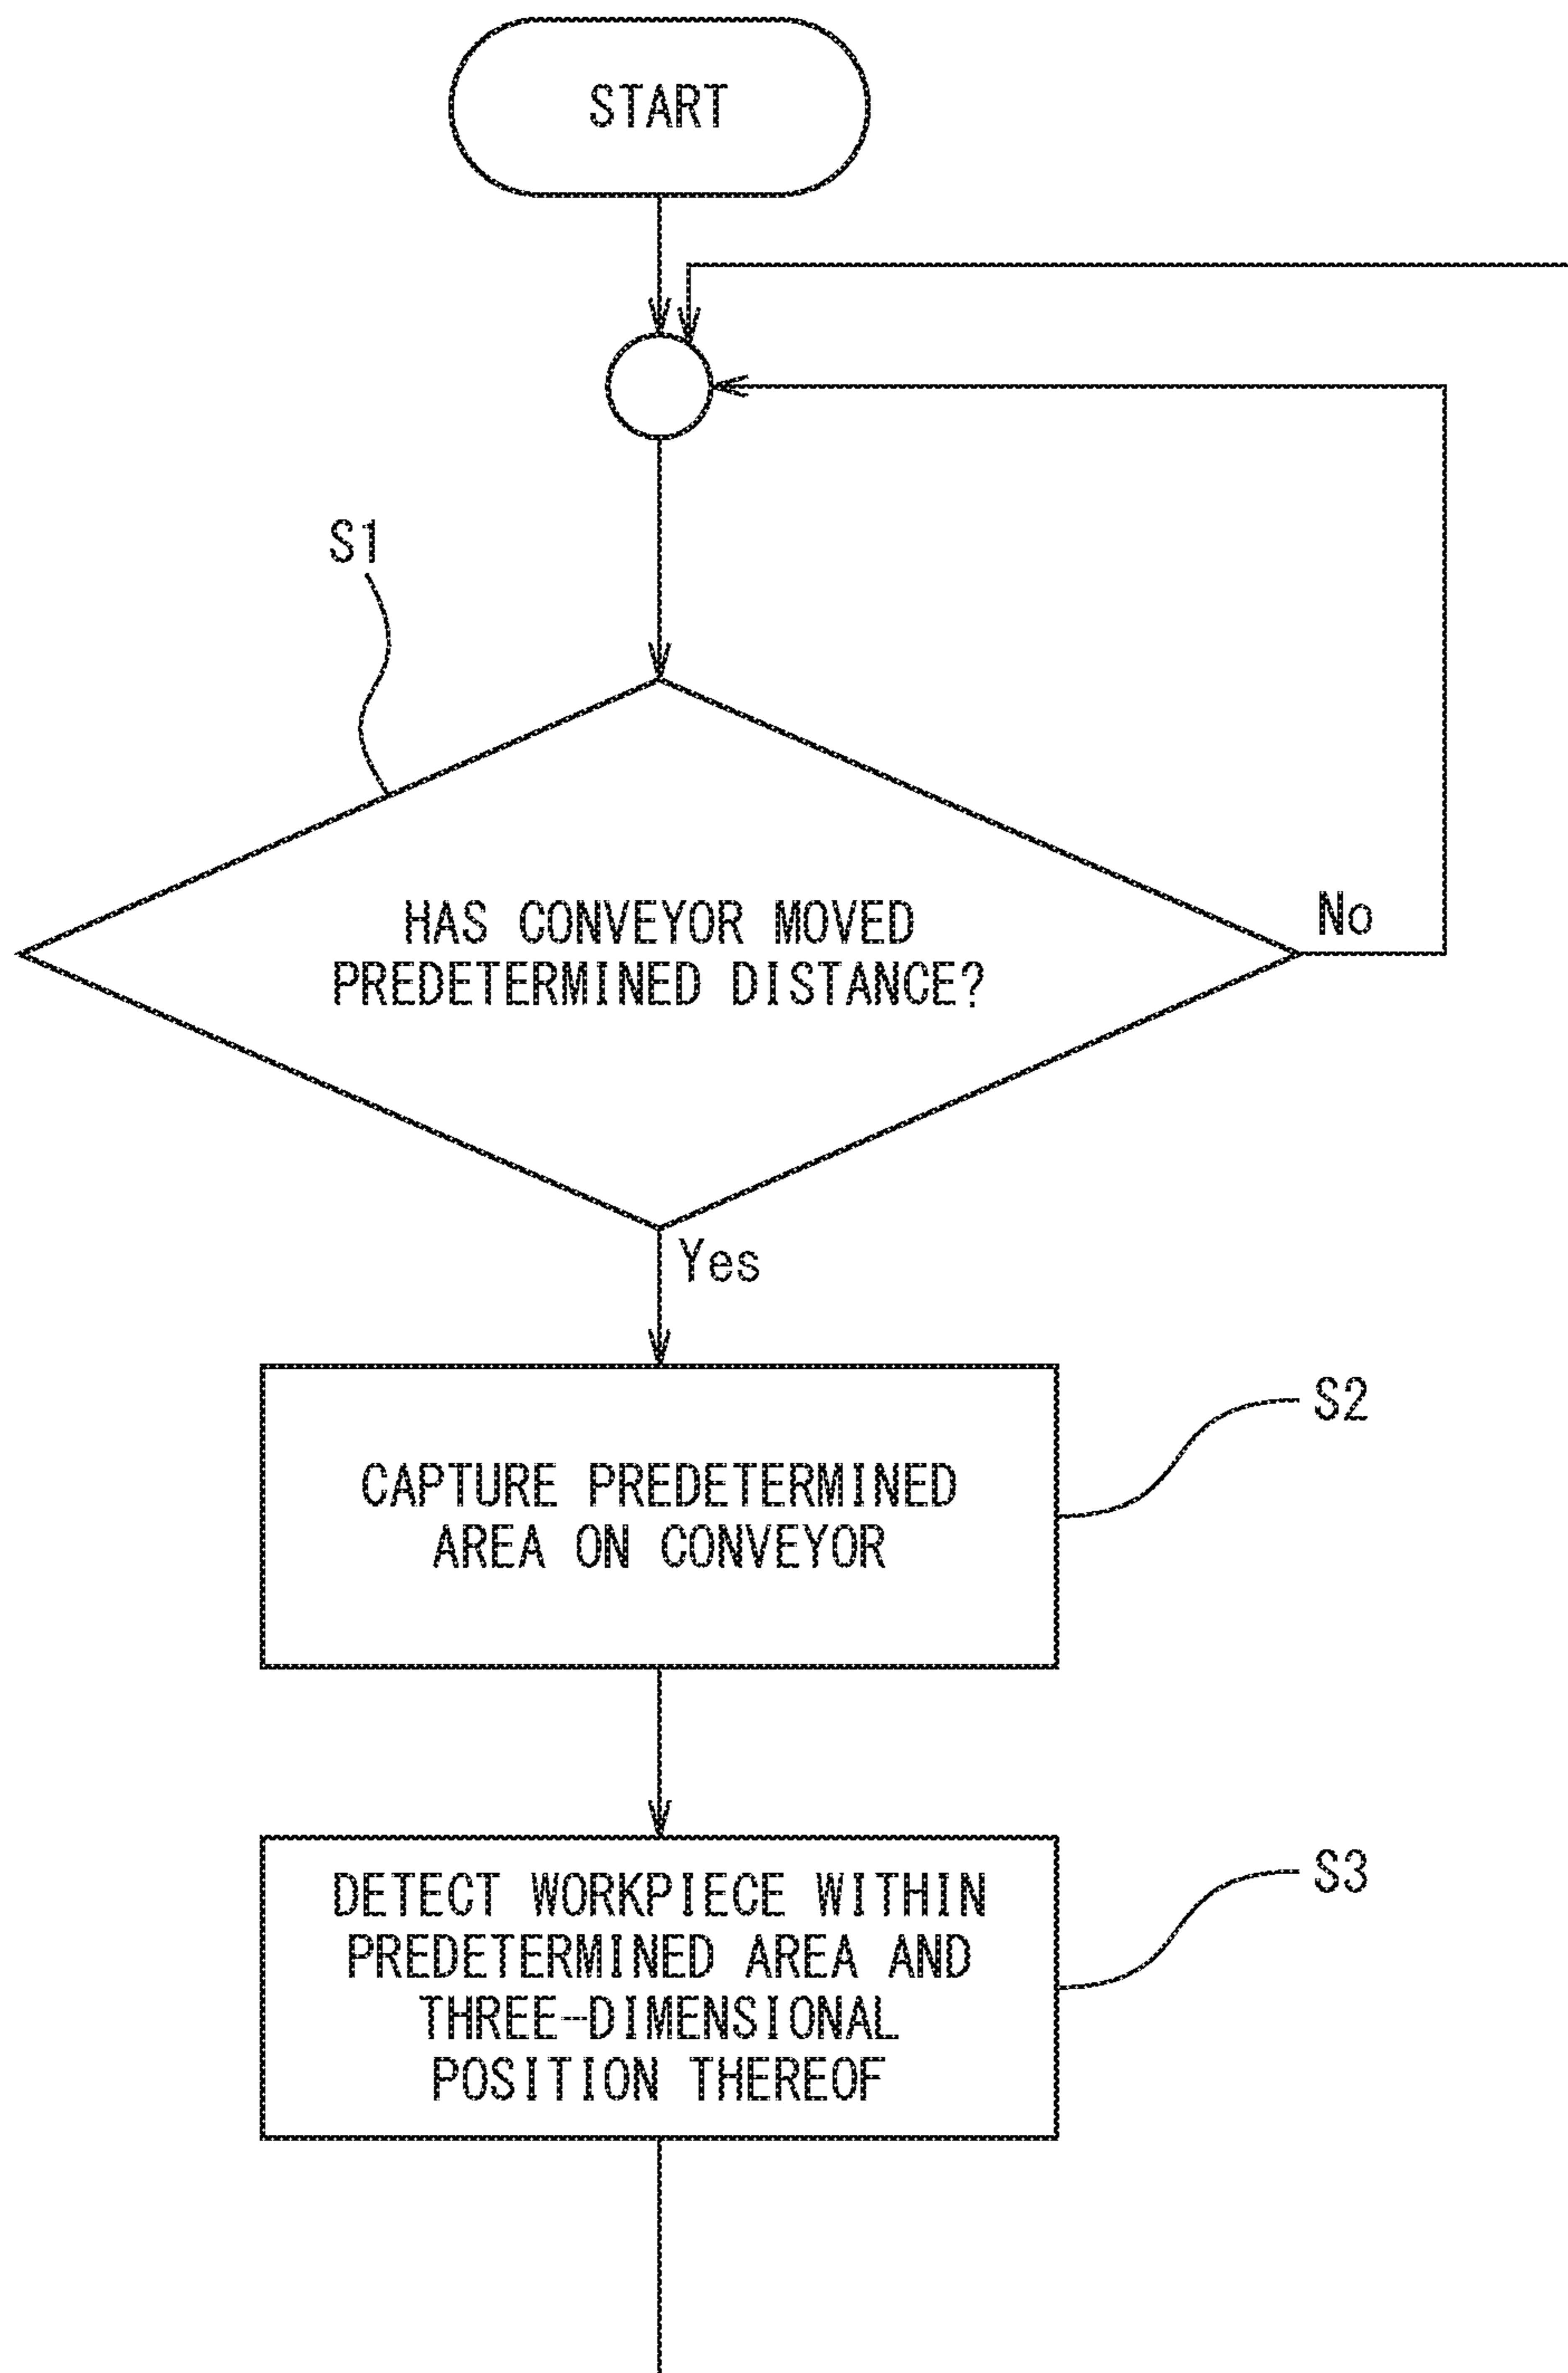 START
S1
HAS CONVEYOR MOVED
PREDETERMINED DISTANCE?
No
Yes
CAPTURE PREDETERMINED
AREA ON CONVEYOR
S2
DETECT WORKPIECE WITHIN
PREDETERMINED AREA AND
THREE-DIMENSIONAL
POSITION THEREOF
S3